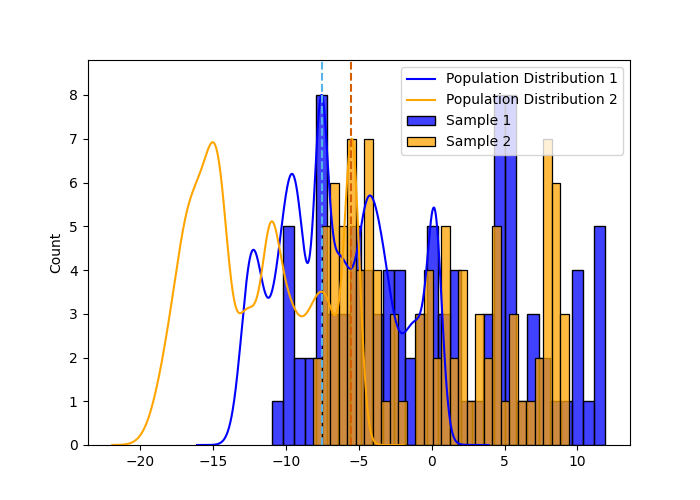 Population Distribution 1
Population Distribution 2
Sample 1
Sample 2
Count
8
7
6
5
4
3
2
1
0
−20 −15 −10 −5 0 5 10